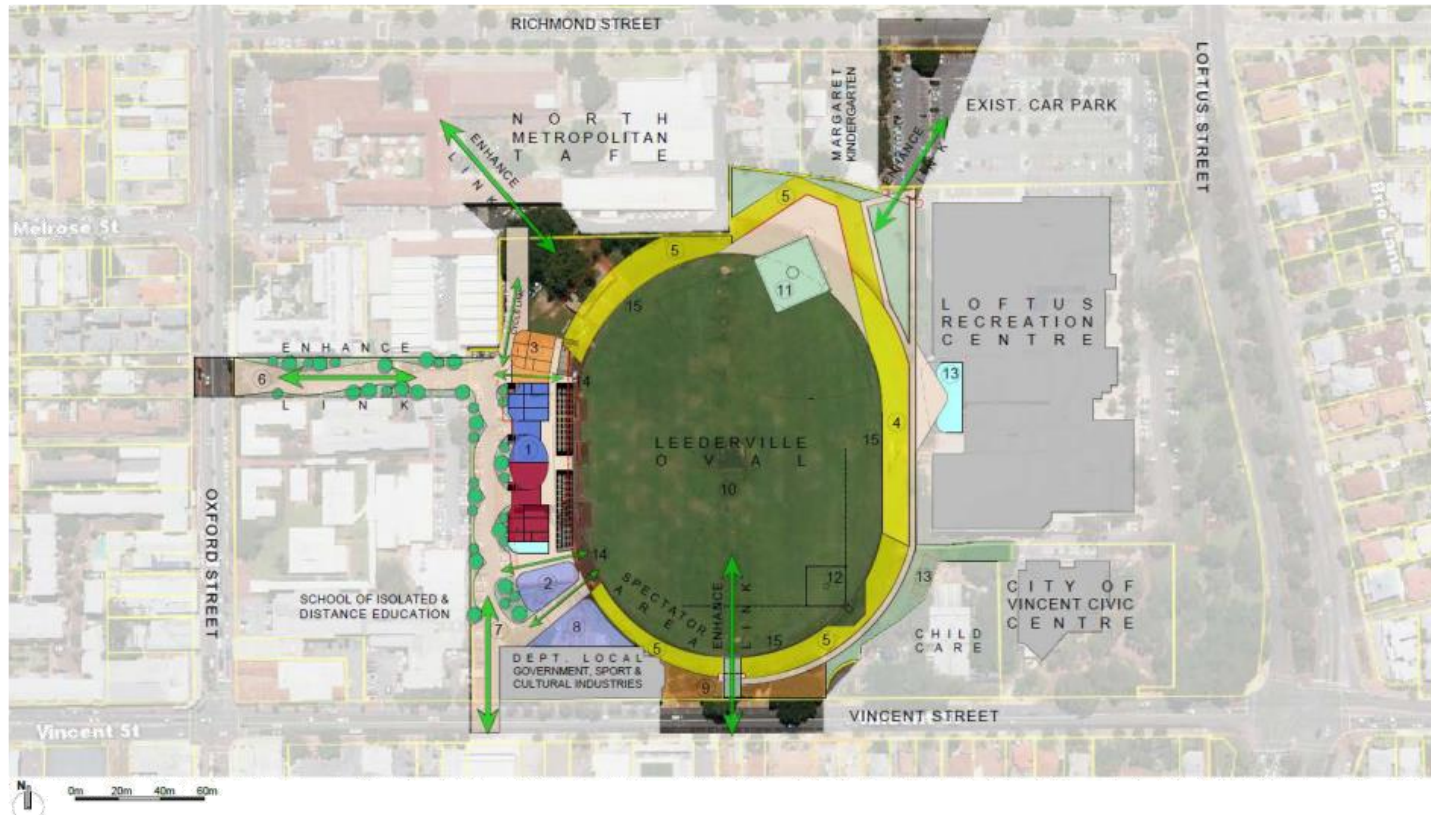 RICHMOND STREET
LOFTUS STREET
MARGARET
KINDERGARTEN
EXIST. CAR PARK
ENHANCE
LINK
NORTH
METROPOLITAN
TAFE
ENHANCE
LINK
Melrose St
Brio Lane
5
5
15
11
CYCLE LINK
3
LOFTUS
RECREATION
CENTRE
ENHANCE
6
LINK
14
13
4
15
1
LEEDERVILLE
OVAL
10
OXFORD STREET
14
2
12
13
SCHOOL OF ISOLATED &
DISTANCE EDUCATION
SPECTATOR
AREA
ENHANCE
LINK
CITY OF
VINCENT CIVIC
CENTRE
7
8
5
15
5
CHILD
CARE
DEPT. LOCAL
GOVERNMENT, SPORT &
CULTURAL INDUSTRIES
9
VINCENT STREET
Vincent St
N
0m 20m 40m 60m